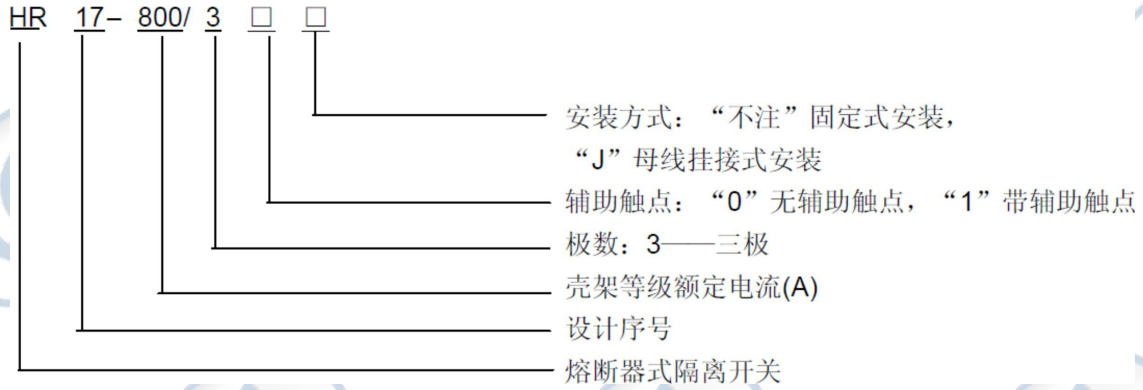 HR 17- 800/ 3 □ □
安装方式：“不注”固定式安装，
“J”母线挂接式安装
辅助触点：“0”无辅助触点，“1”带辅助触点
极数：3——三极
壳架等级额定电流(A)
设计序号
熔断器式隔离开关